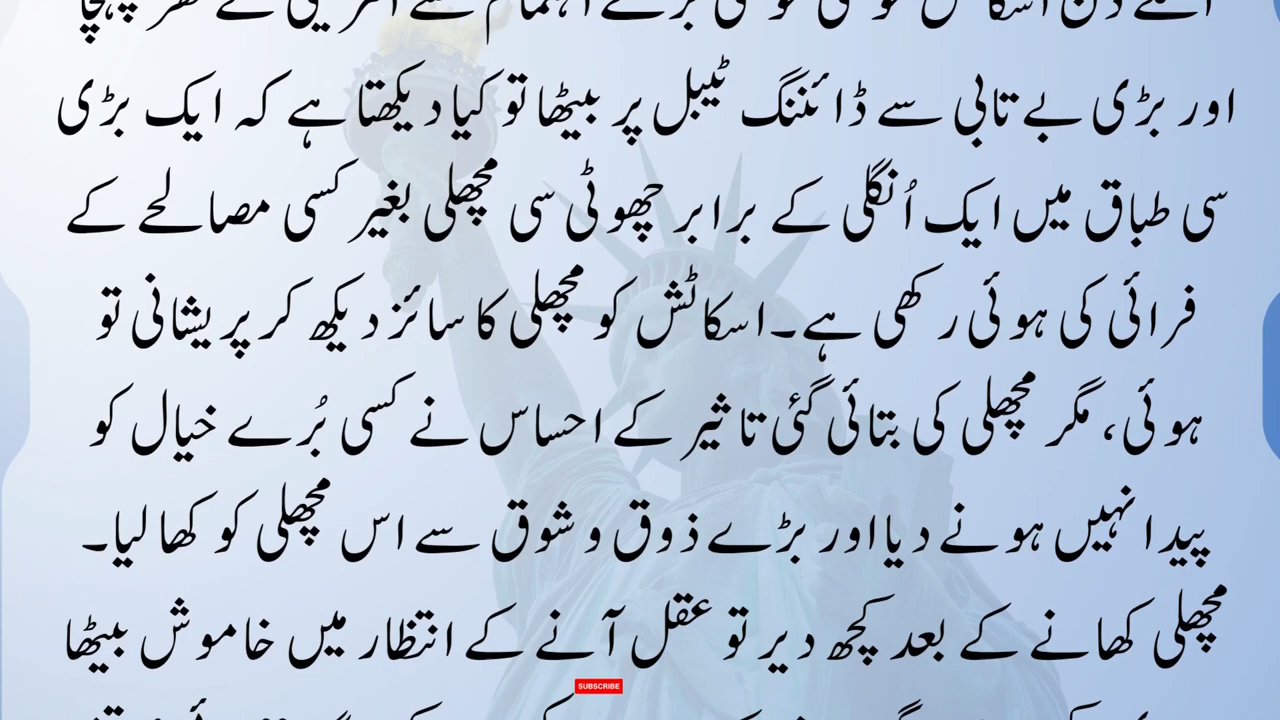 اور بڑی بے تابی سے ڈائننگ ٹیبل پر بیٹھا تو کیا دیکھتا ہے کہ ایک بڑی
سی طباق میں ایک اُنگلی کے برابر چھوٹی سی مچھلی بغیر کسی مصالحے کے
فرائی کی ہوئی رکھی ہے۔ اسکاٹش کو مچھلی کا سائز دیکھ کر پریشانی تو
ہوئی، مگر مچھلی کی بتائی گئی تاثیر کے احساس نے کسی بُرے خیال کو
پیدا نہیں ہونے دیا اور بڑے ذوق و شوق سے اس مچھلی کو کھا لیا۔
مچھلی کھانے کے بعد کچھ دیر تو عقل آنے کے انتظار میں خاموش بیٹھا
SUBSCRIBE